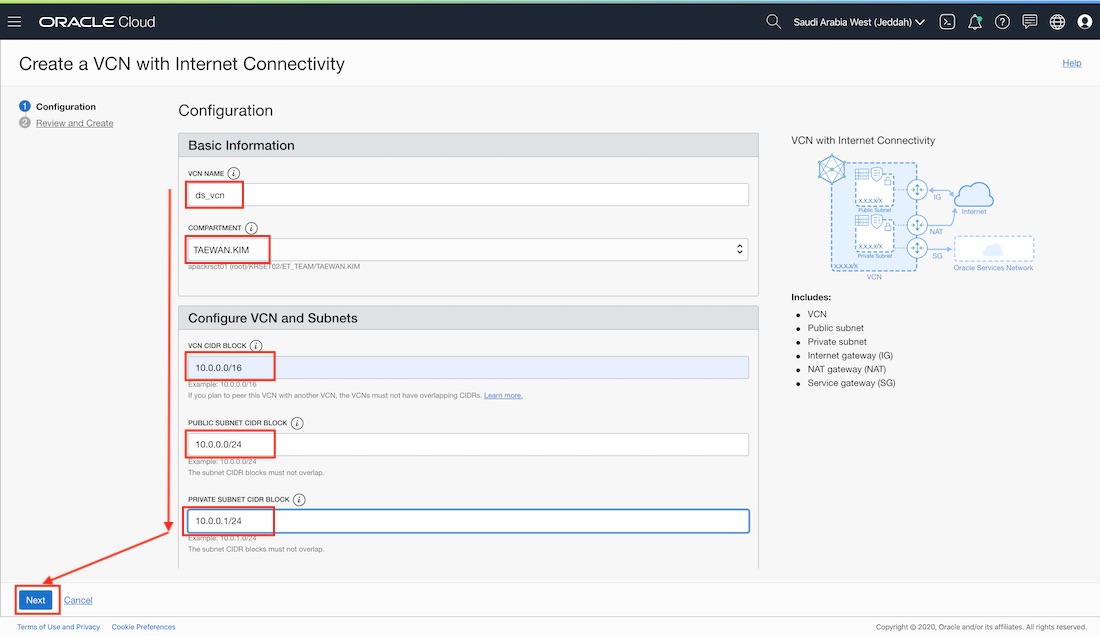 ORACLE Cloud
Saudi Arabia West (Jeddah)
Create a VCN with Internet Connectivity
Help
1 Configuration
2 Review and Create
Configuration
Basic Information
VCN NAME i
ds_vcn
COMPARTMENT i
TAEWAN.KIM
apackrsct01 (root)/KRSET02/ET_TEAM/TAEWAN.KIM
Configure VCN and Subnets
VCN CIDR BLOCK i
10.0.0.0/16
Example: 10.0.0.0/16
If you plan to peer this VCN with another VCN, the VCNs must not have overlapping CIDRs. Learn more.
PUBLIC SUBNET CIDR BLOCK i
10.0.0.0/24
Example: 10.0.0.0/24
The subnet CIDR blocks must not overlap.
PRIVATE SUBNET CIDR BLOCK i
10.0.0.1/24
Example: 10.0.1.0/24
The subnet CIDR blocks must not overlap.
VCN with Internet Connectivity
X.X.X.X/X
Public Subnet
IG
Internet
NAT
X.X.X.X/X
Private Subnet
SG
X.X.X.X/X
Oracle Services Network
VCN
Includes:
• VCN
• Public subnet
• Private subnet
• Internet gateway (IG)
• NAT gateway (NAT)
• Service gateway (SG)
Next Cancel
Terms of Use and Privacy Cookie Preferences
Copyright © 2020, Oracle and/or its affiliates. All rights reserved.